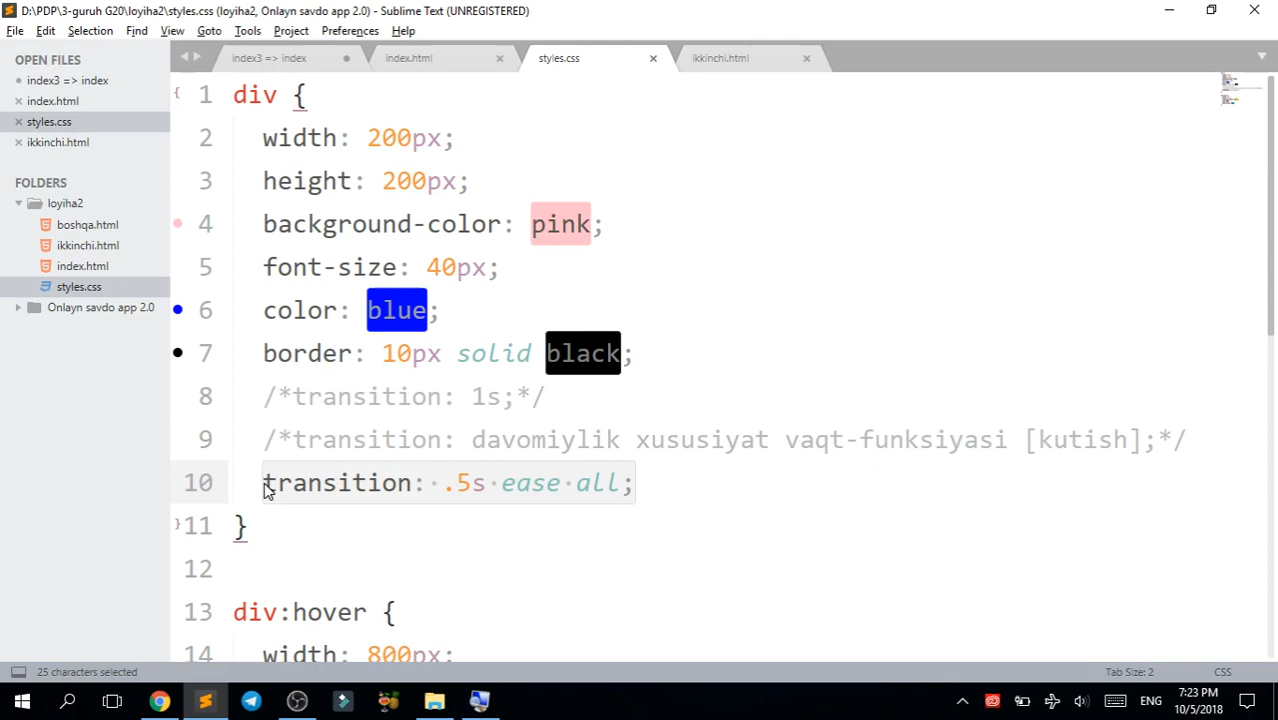 D:\PDP\3-guruh G20\loyiha2\styles.css (loyiha2, Onlayn savdo app 2.0) - Sublime Text (UNREGISTERED)
File Edit Selection Find View Goto Tools Project Preferences Help
OPEN FILES
index3 => index
index.html
styles.css
ikkinchi.html
FOLDERS
loyiha2
boshqa.html
ikkinchi.html
index.html
styles.css
Onlayn savdo app 2.0
index3 => index index.html styles.css ikkinchi.html
1 div {
2 width: 200px;
3 height: 200px;
4 background-color: pink;
5 font-size: 40px;
6 color: blue;
7 border: 10px solid black;
8 /*transition: 1s;*/
9 /*transition: davomiylik xususiyat vaqt-funksiyasi [kutish];*/
10 transition: .5s ease all;
11 }
12
13 div:hover {
14 width: 800px;
25 characters selected Tab Size: 2 CSS
ENG 7:23 PM
10/5/2018